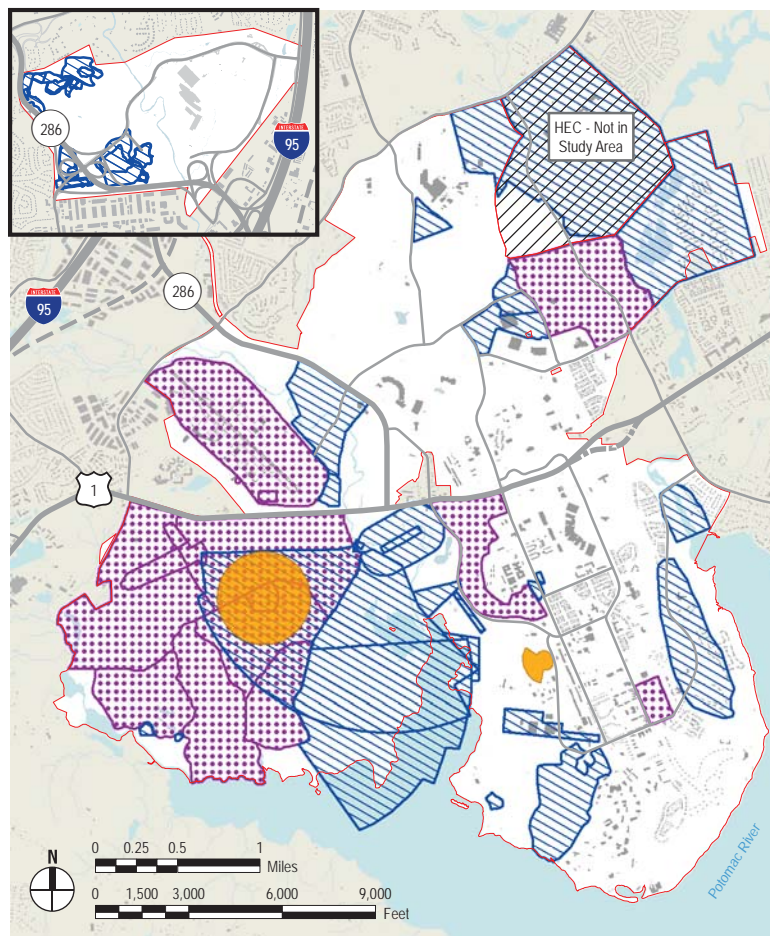 286
INTERSTATE
95
HEC - Not in
Study Area
286
INTERSTATE
95
1
N
0 0.25 0.5 1
Miles
0 1,500 3,000 6,000 9,000
Feet
Potomac River